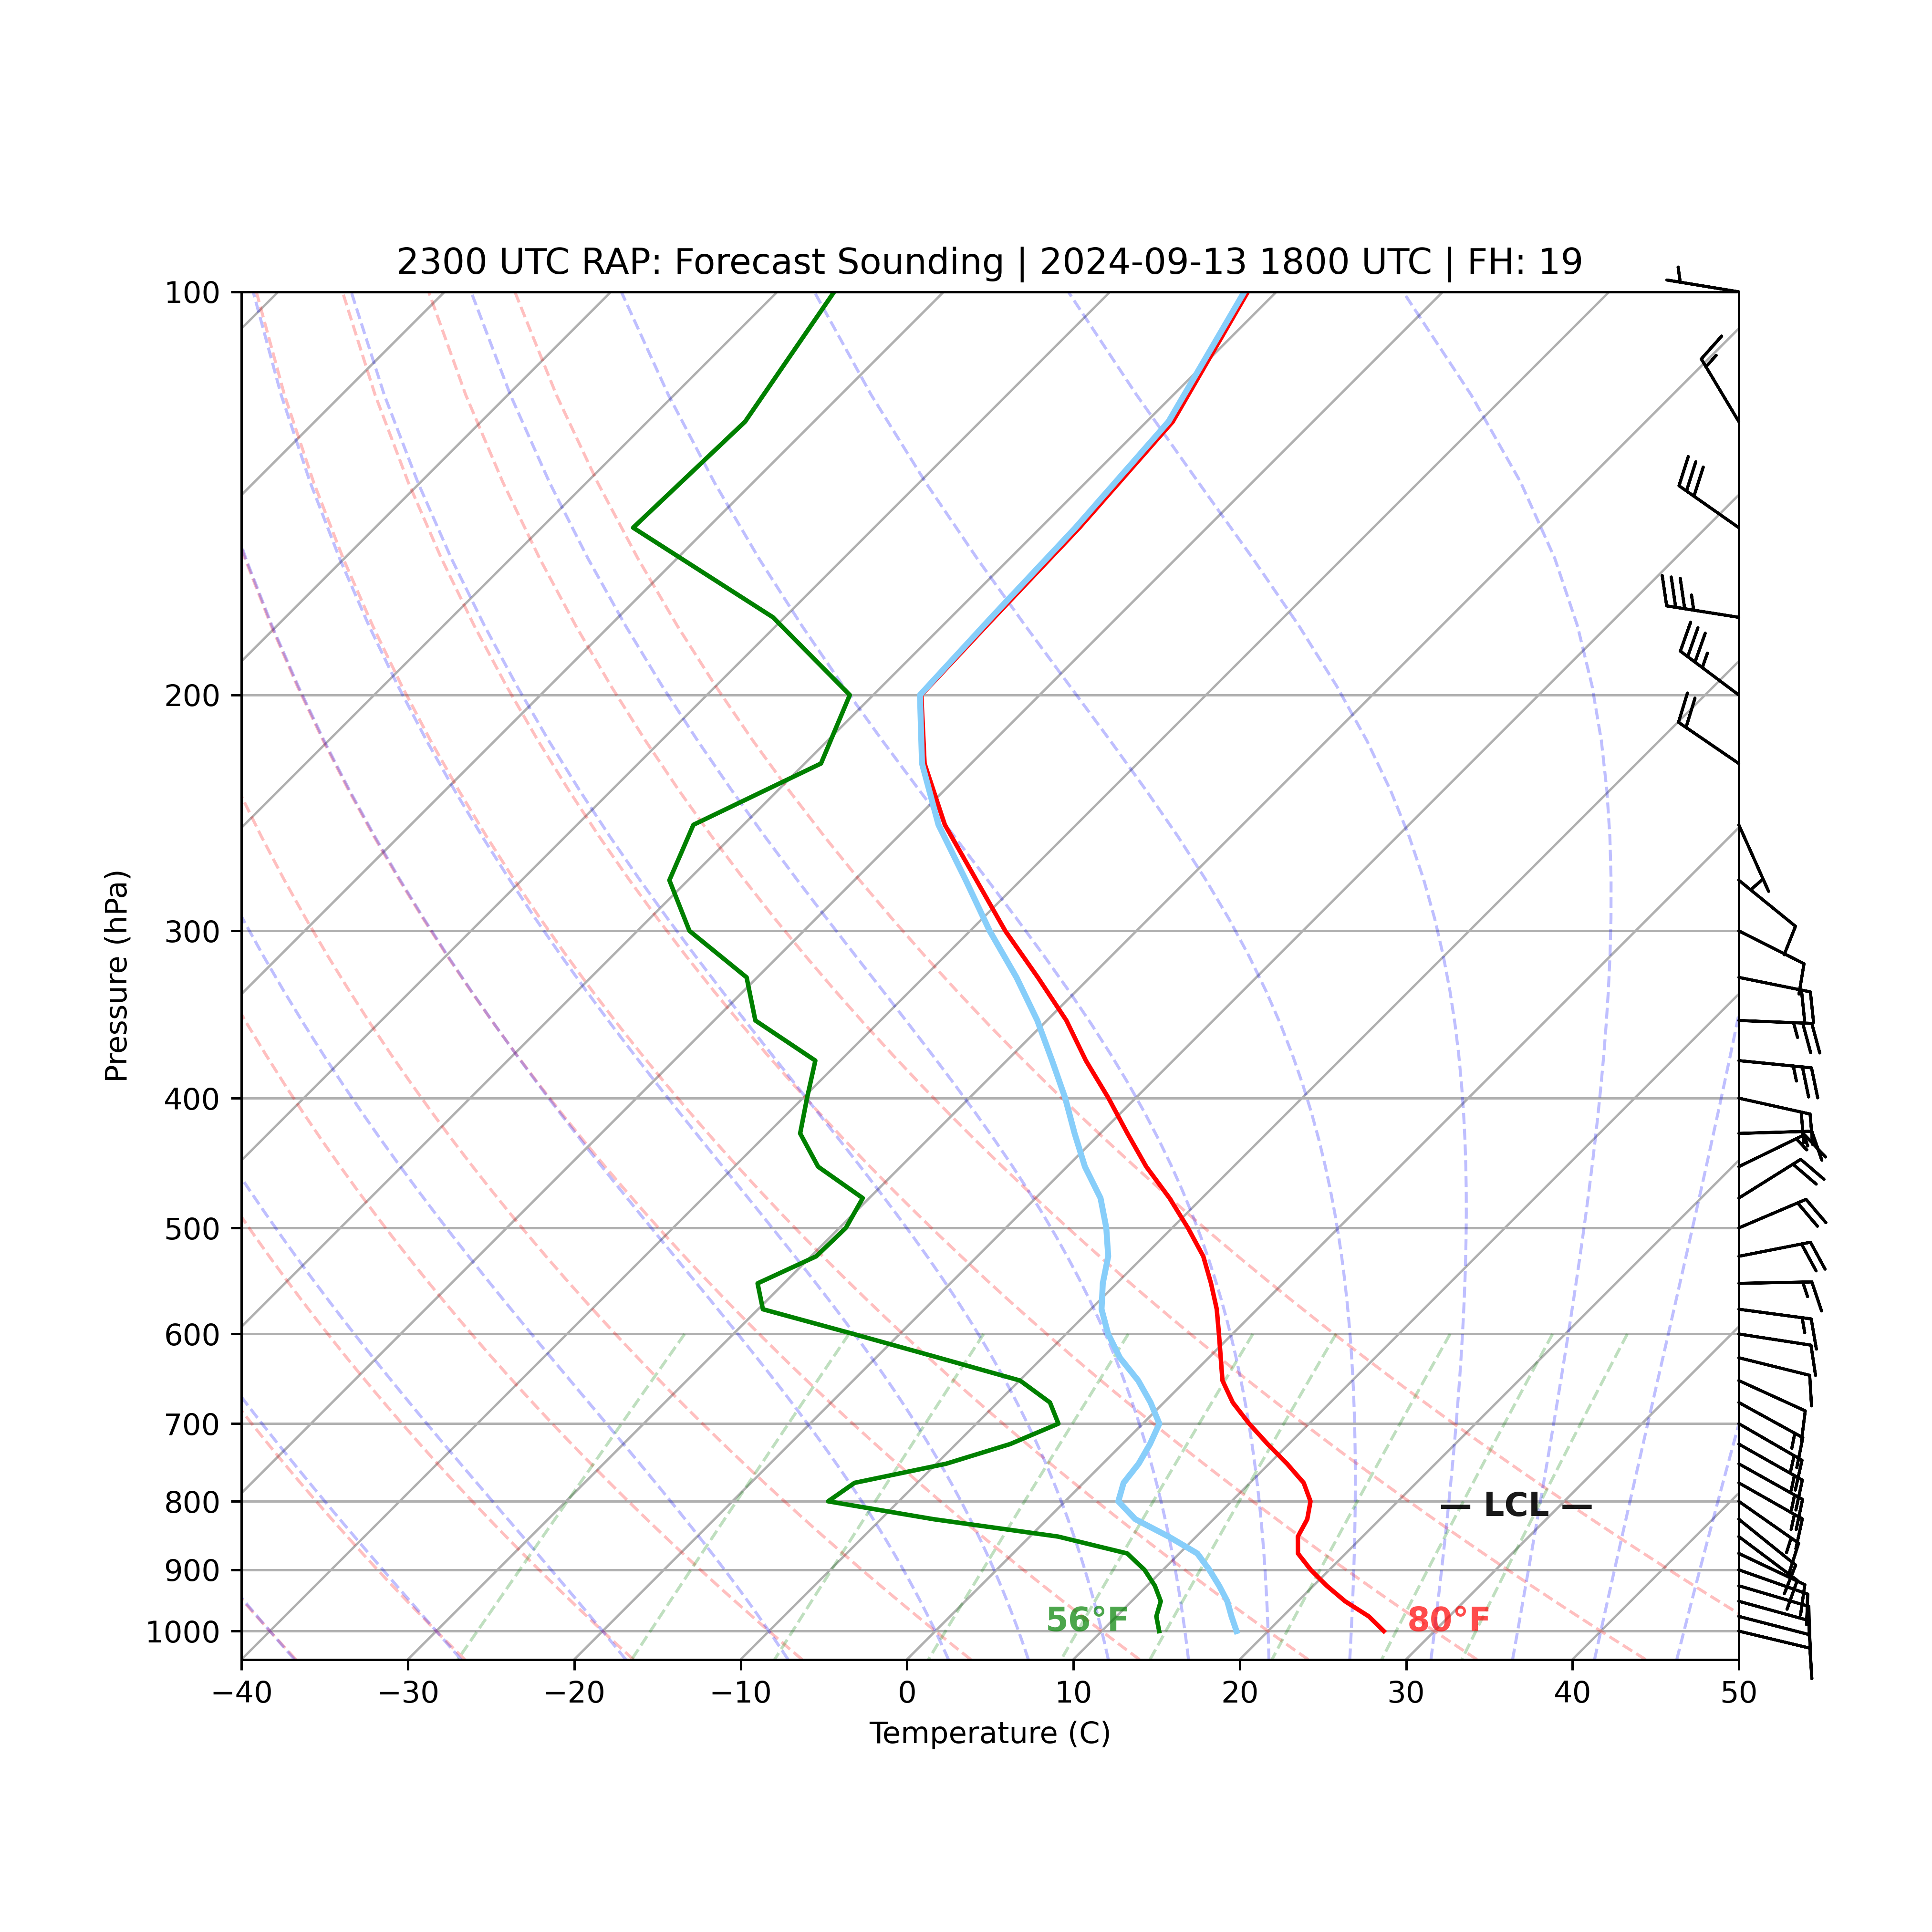 2300 UTC RAP: Forecast Sounding | 2024-09-13 1800 UTC | FH: 19
100
200
300
400
500
600
700
800
900
1000
Pressure (hPa)
— LCL —
56°F
80°F
−40 −30 −20 −10 0 10 20 30 40 50
Temperature (C)